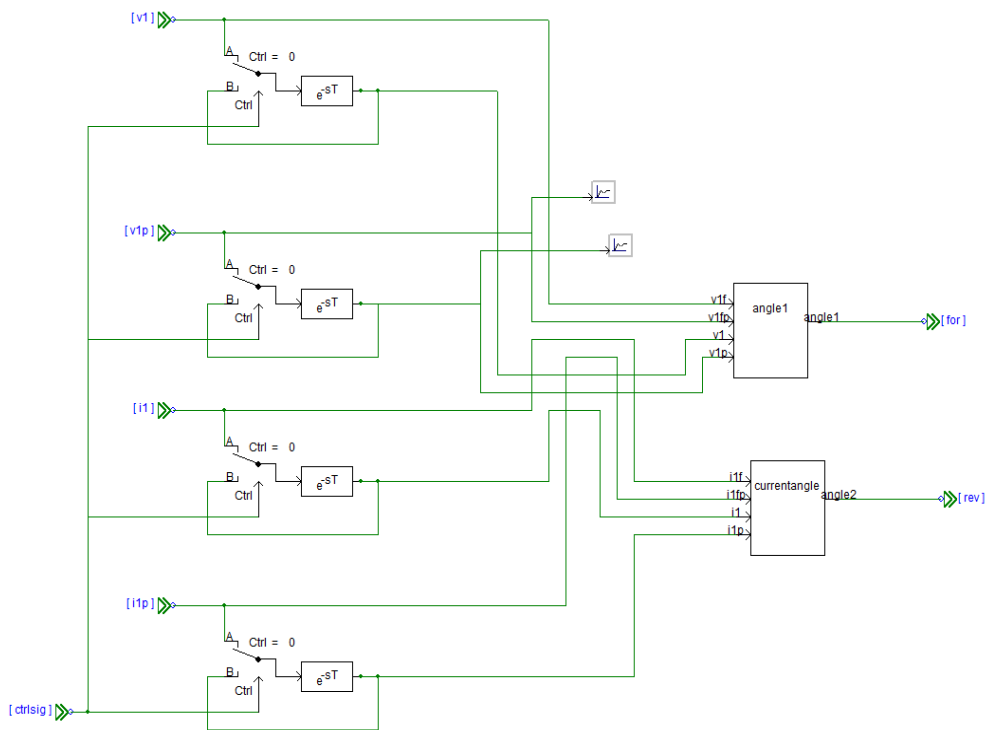 [ v1 ]
A
Ctrl = 0
B
Ctrl
e-sT
[ v1p ]
A
Ctrl = 0
B
Ctrl
e-sT
v1f
v1fp
v1
v1p
angle1
angle1
[ for ]
[ i1 ]
A
Ctrl = 0
B
Ctrl
e-sT
i1f
i1fp
i1
i1p
currentangle
angle2
[ rev ]
[ i1p ]
A
Ctrl = 0
B
Ctrl
e-sT
[ ctrlsig ]